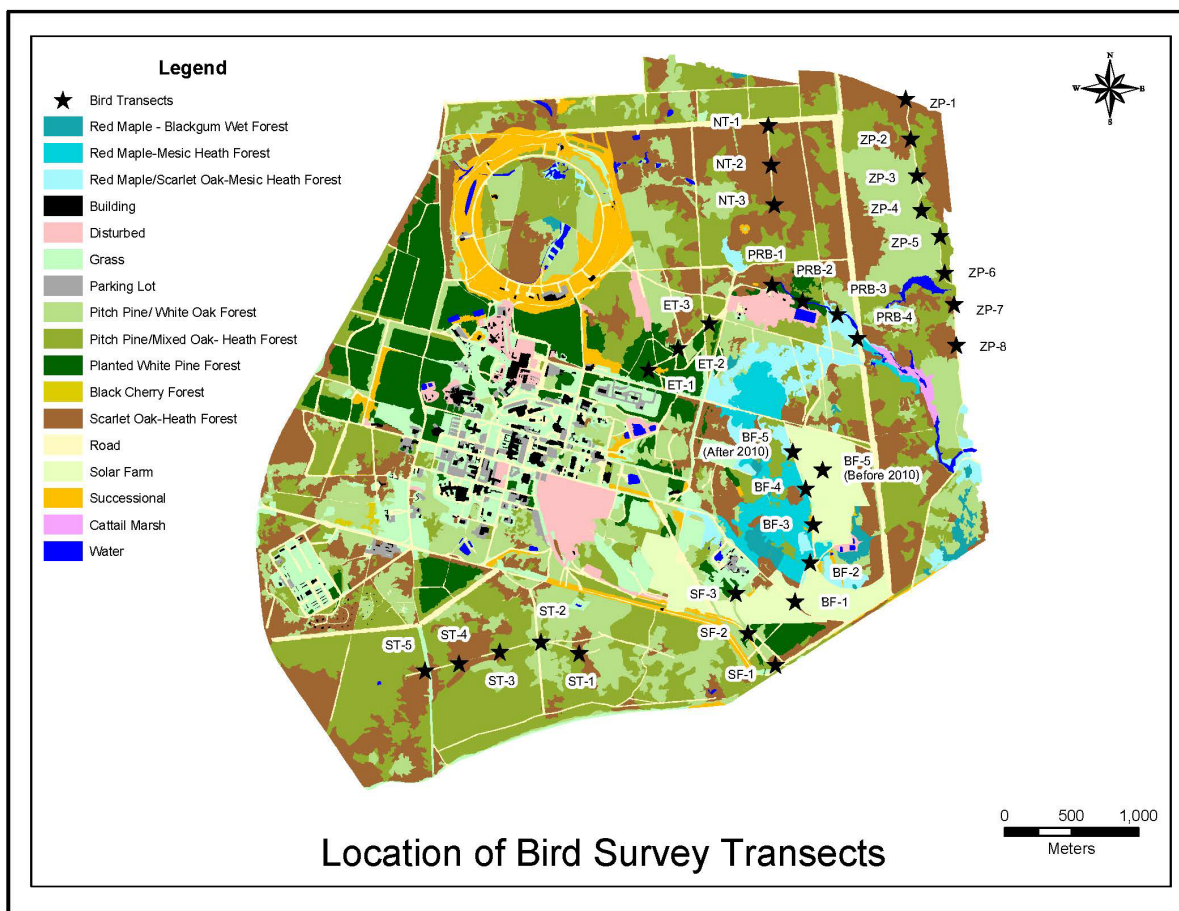 Legend
Bird Transects
Red Maple - Blackgum Wet Forest
Red Maple-Mesic Heath Forest
Red Maple/Scarlet Oak-Mesic Heath Forest
Building
Disturbed
Grass
Parking Lot
Pitch Pine/ White Oak Forest
Pitch Pine/Mixed Oak- Heath Forest
Planted White Pine Forest
Black Cherry Forest
Scarlet Oak-Heath Forest
Road
Solar Farm
Successional
Cattail Marsh
Water
N
W
E
S
ZP-1
NT-1
ZP-2
NT-2
ZP-3
NT-3
ZP-4
ZP-5
PRB-1
PRB-2
ZP-6
PRB-3
ET-3
ZP-7
PRB-4
ZP-8
ET-2
ET-1
BF-5
(After 2010)
BF-5
(Before 2010)
BF-4
BF-3
BF-2
SF-3
BF-1
ST-2
SF-2
ST-4
ST-5
SF-1
ST-3
ST-1
0 500 1,000
Meters
Location of Bird Survey Transects